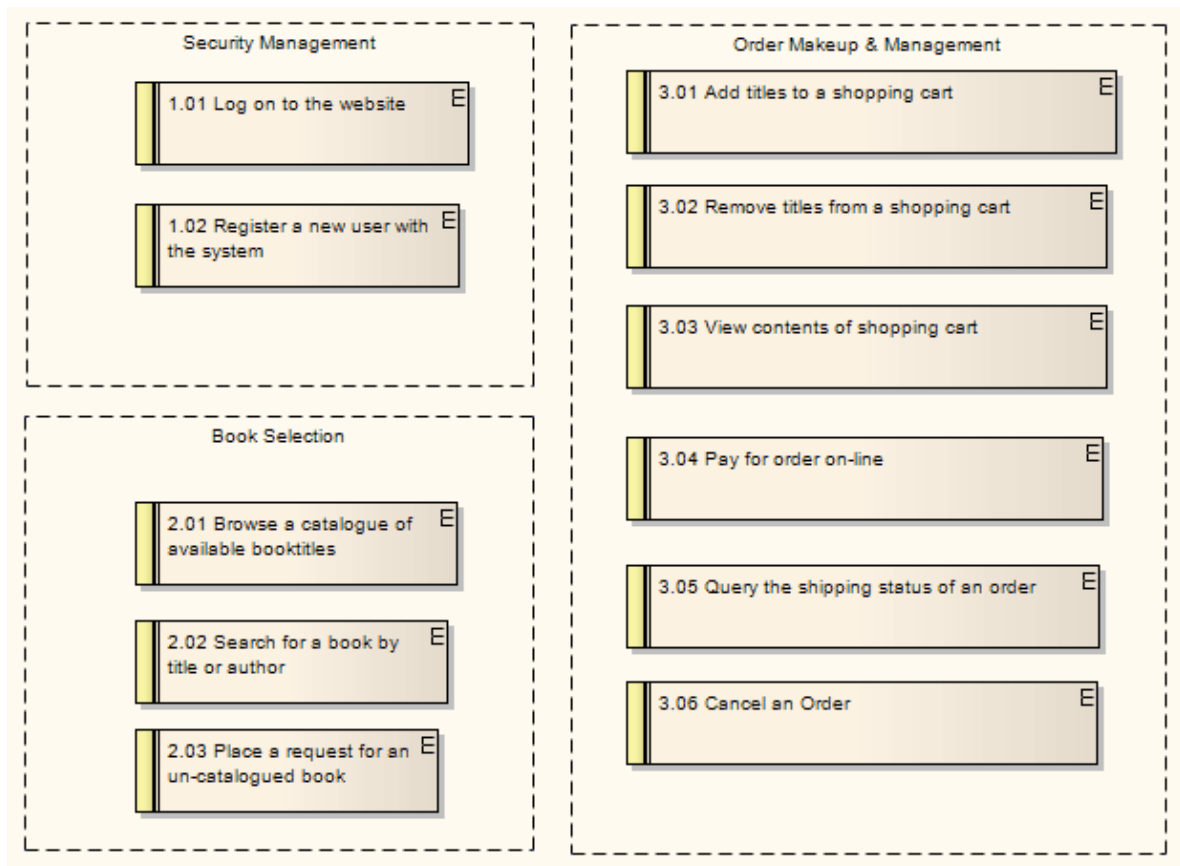 Security Management
1.01 Log on to the website
E
1.02 Register a new user with
the system
E
Book Selection
2.01 Browse a catalogue of
available booktitles
E
2.02 Search for a book by
title or author
E
2.03 Place a request for an
un-catalogued book
E
Order Makeup & Management
3.01 Add titles to a shopping cart
E
3.02 Remove titles from a shopping cart
E
3.03 View contents of shopping cart
E
3.04 Pay for order on-line
E
3.05 Query the shipping status of an order
E
3.06 Cancel an Order
E